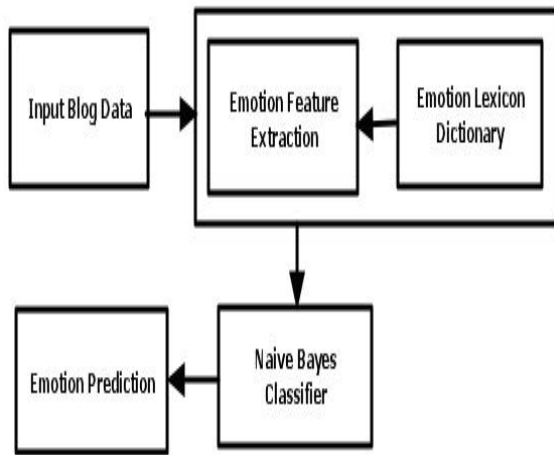 Input Blog Data
Emotion Feature
Extraction
Emotion Lexicon
Dictionary
Emotion Prediction
Naive Bayes
Classifier